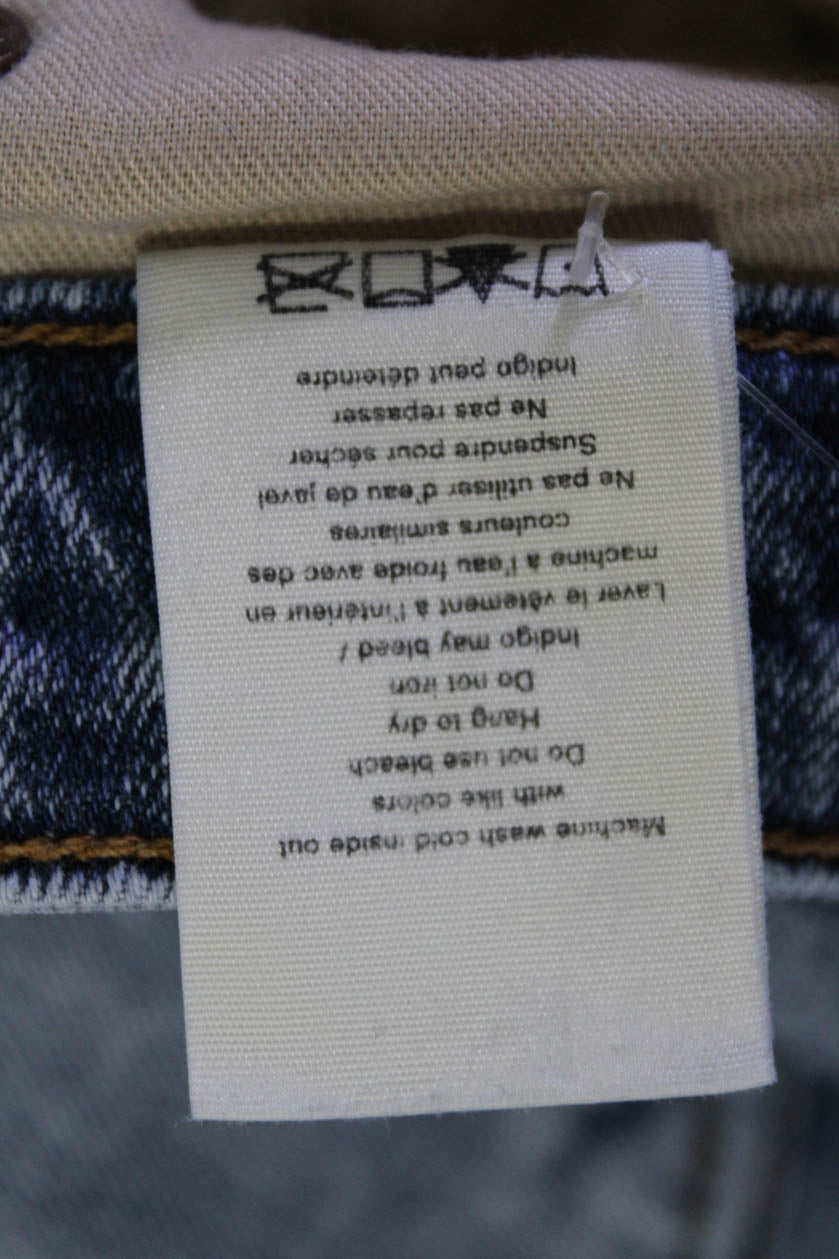 Machine wash cold inside out
with like colors
Do not use bleach
Hang to dry
Do not iron
Indigo may bleed /
Laver le vêtement à l'intérieur en
machine à l'eau froide avec des
couleurs similaires
Ne pas utiliser d'eau de javel
Suspendre pour sécher
Ne pas repasser
Indigo peut déteindre